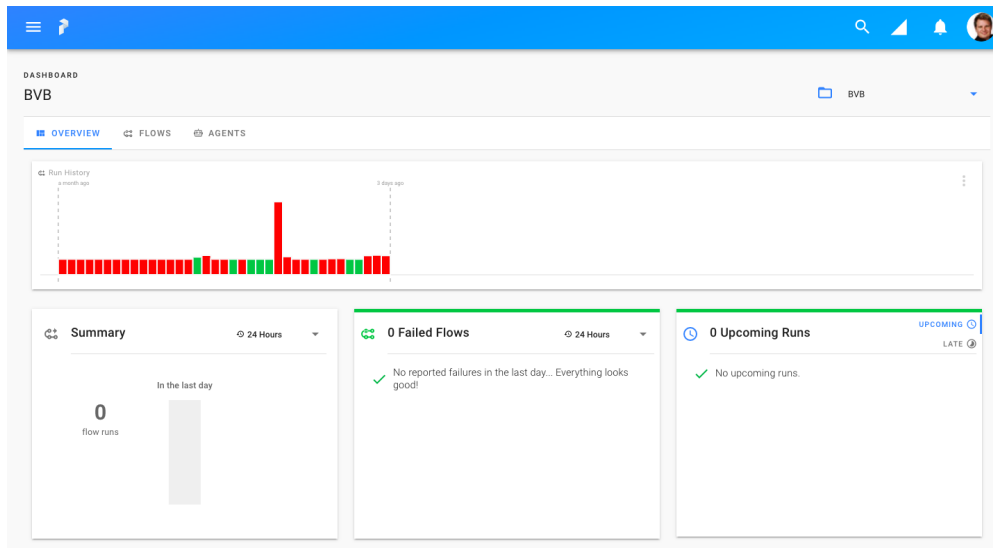 DASHBOARD
BVB
BVB
OVERVIEW
FLOWS
AGENTS
Run History
a month ago
3 days ago
Summary
24 Hours
In the last day
0
flow runs
0 Failed Flows
24 Hours
No reported failures in the last day... Everything looks
good!
0 Upcoming Runs
UPCOMING
LATE
No upcoming runs.